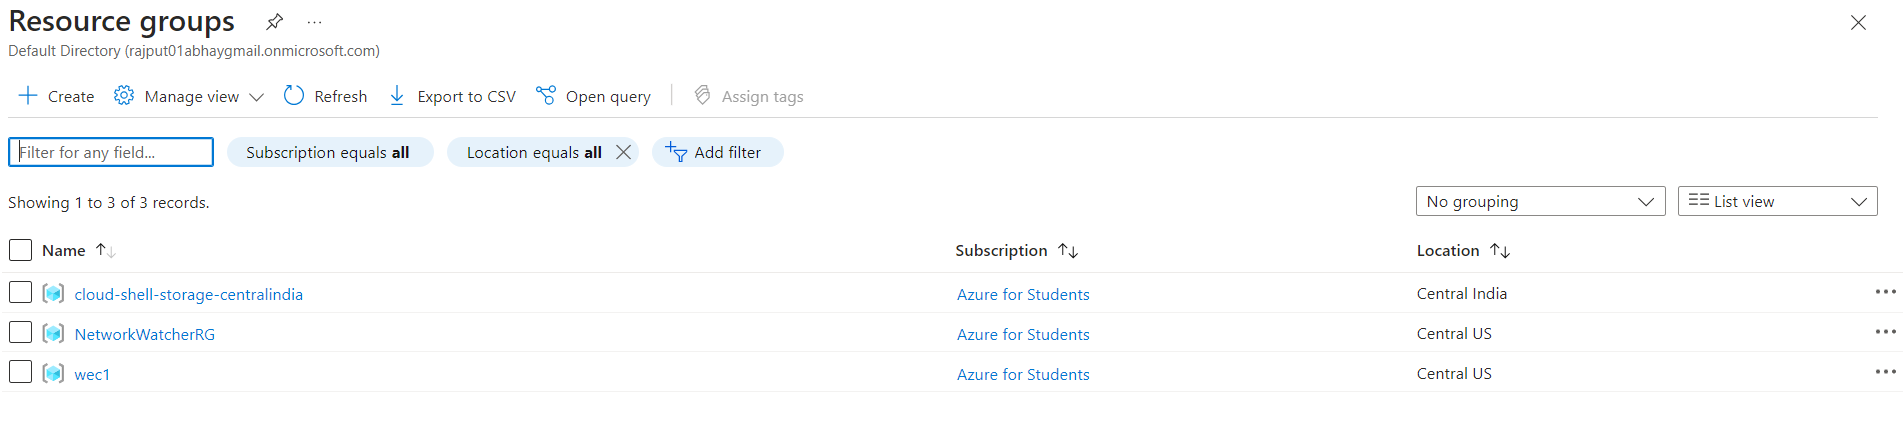 Resource groups ...
Default Directory (rajput01abhaygmail.onmicrosoft.com)
Create Manage view Refresh Export to CSV Open query Assign tags
Filter for any field... Subscription equals all Location equals all Add filter
Showing 1 to 3 of 3 records. No grouping List view
Name Subscription Location
cloud-shell-storage-centralindia Azure for Students Central India
NetworkWatcherRG Azure for Students Central US
wec1 Azure for Students Central US